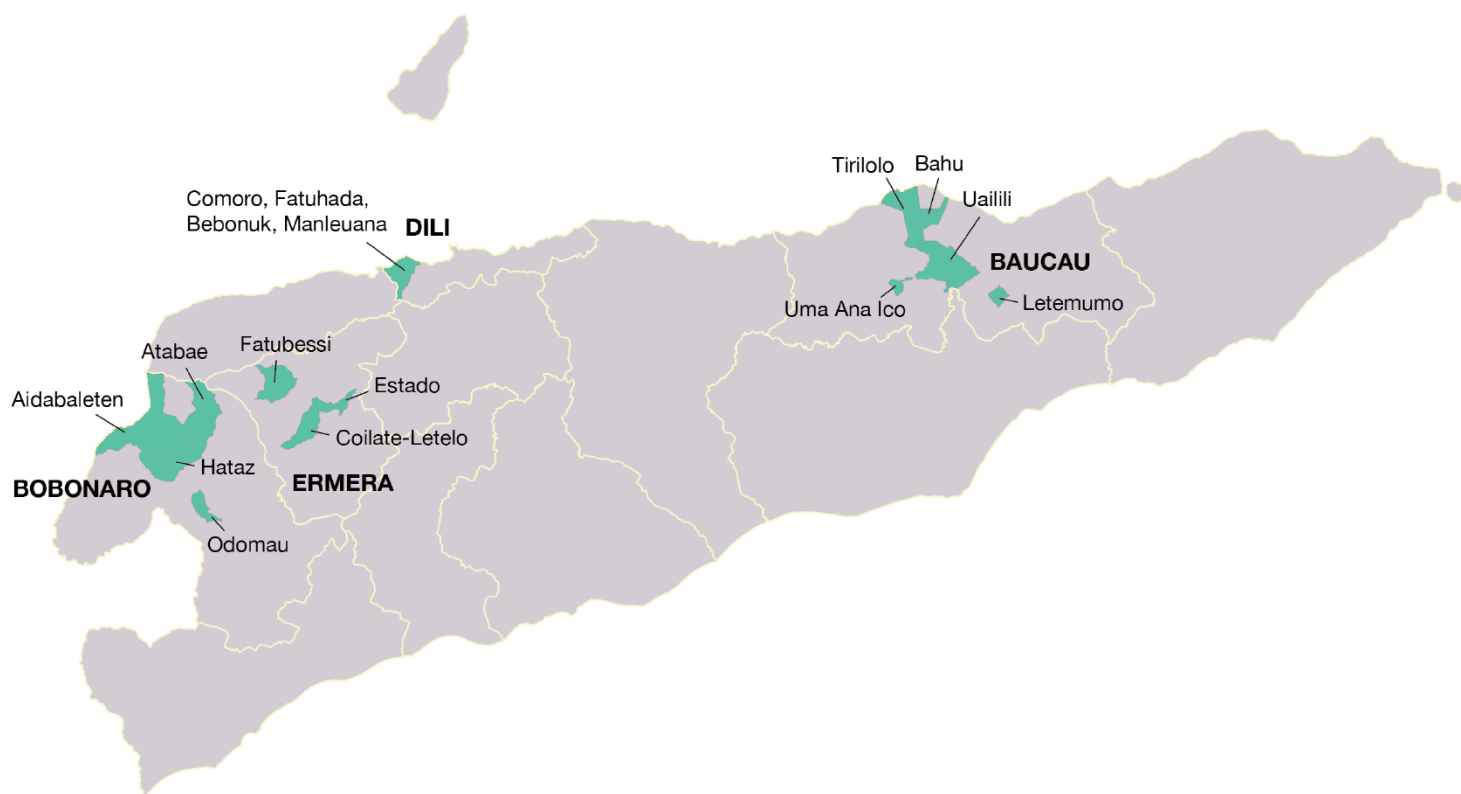 Tirilolo
Bahu
Comoro, Fatuhada,
Bebonuk, Manleuana
DILI
Uailili
BAUCAU
Uma Ana Ico
Letemumo
Atabae
Fatubessi
Estado
Aidabaleten
Coilate-Letelo
Hataz
BOBONARO
ERMERA
Odomau